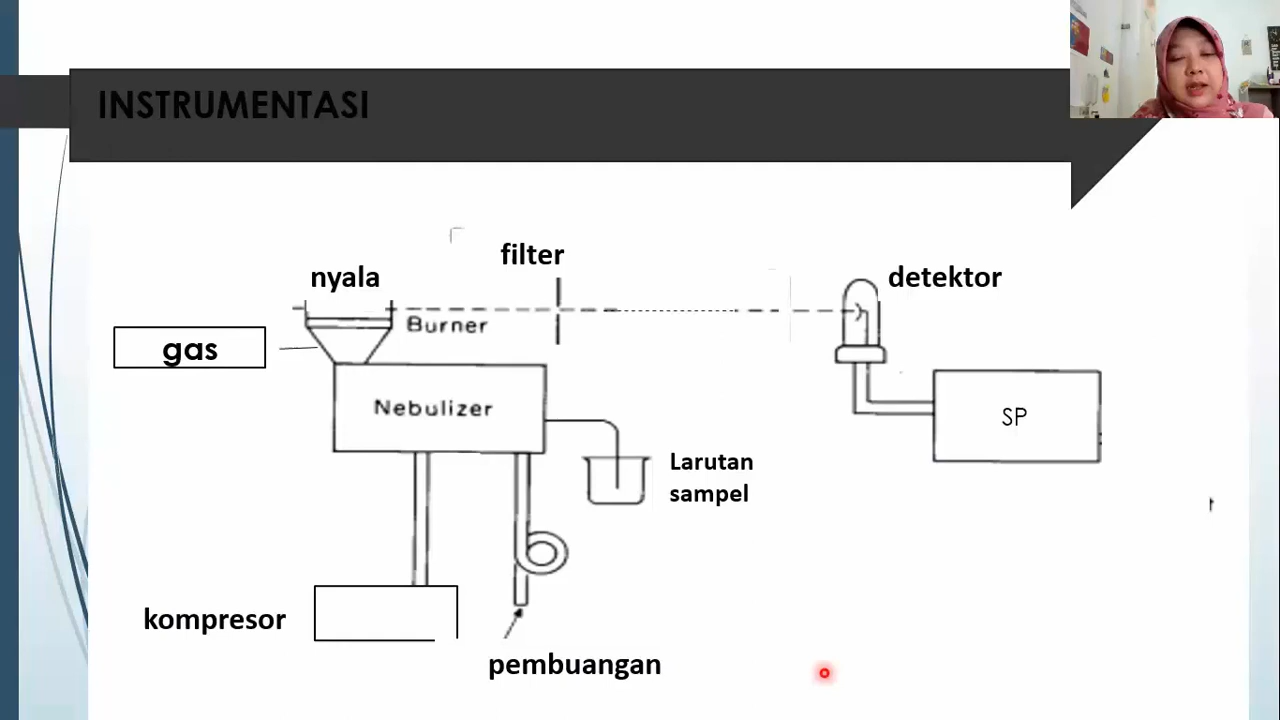 INSTRUMENTASI
filter
nyala
detektor
Burner
gas
Nebulizer
SP
Larutan
sampel
kompresor
pembuangan